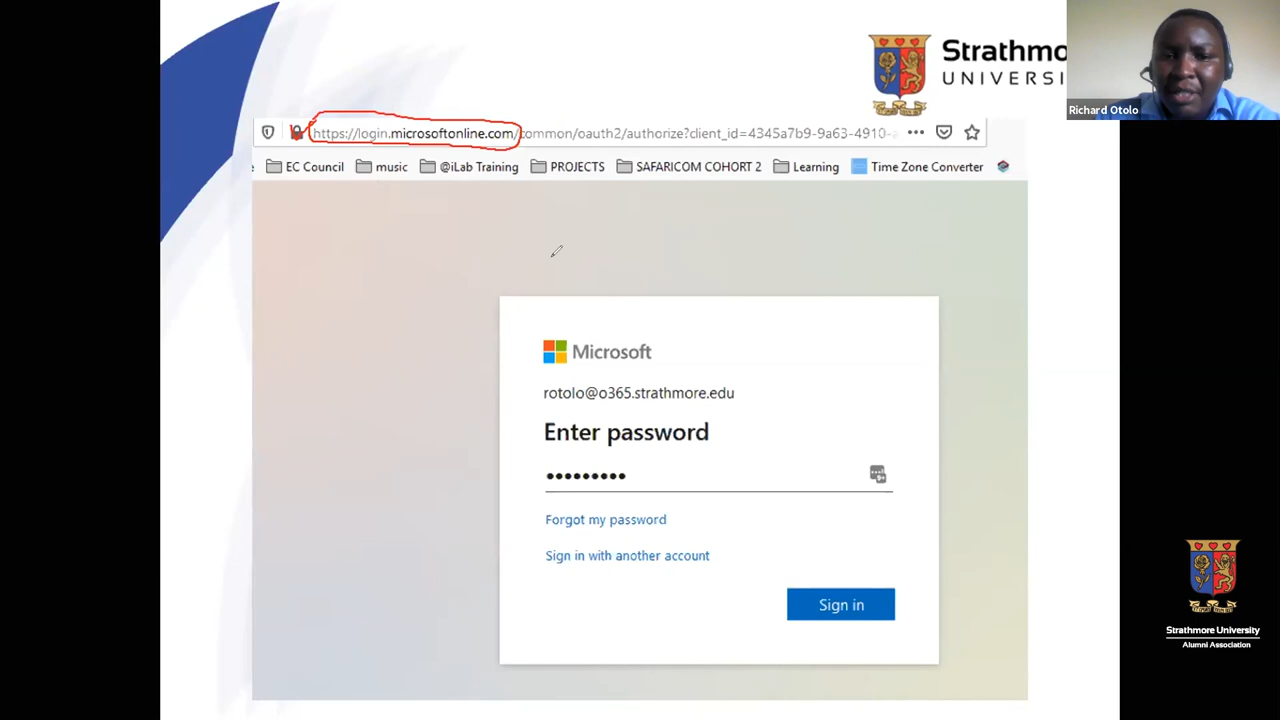 Strathmo
UNIVERSI
Richard Otolo
https://login.microsoftonline.com/common/oauth2/authorize?client_id=4345a7b9-9a63-4910-a
EC Council music @iLab Training PROJECTS SAFARICOM COHORT 2 Learning Time Zone Converter
Microsoft
rotolo@o365.strathmore.edu
Enter password
•••••••••
Forgot my password
Sign in with another account
Sign in
Strathmore University
Alumni Association